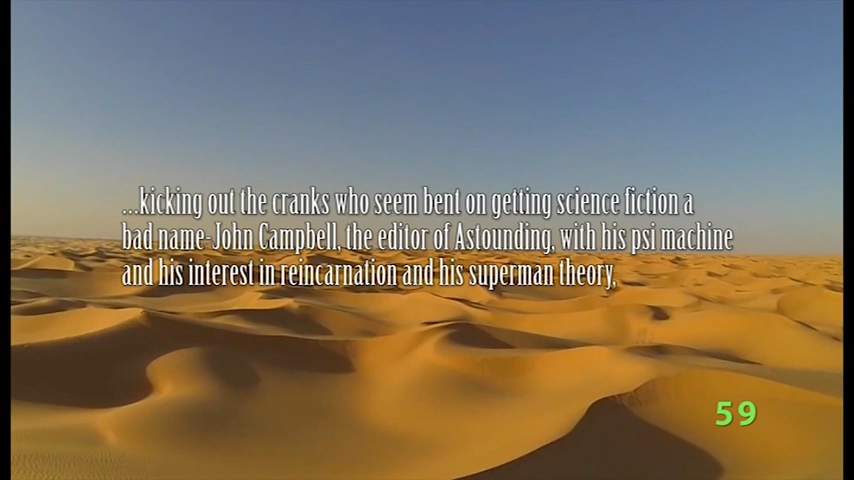 ...kicking out the cranks who seem bent on getting science fiction a
bad name-John Campbell, the editor of Astounding, with his psi machine
and his interest in reincarnation and his superman theory,
59